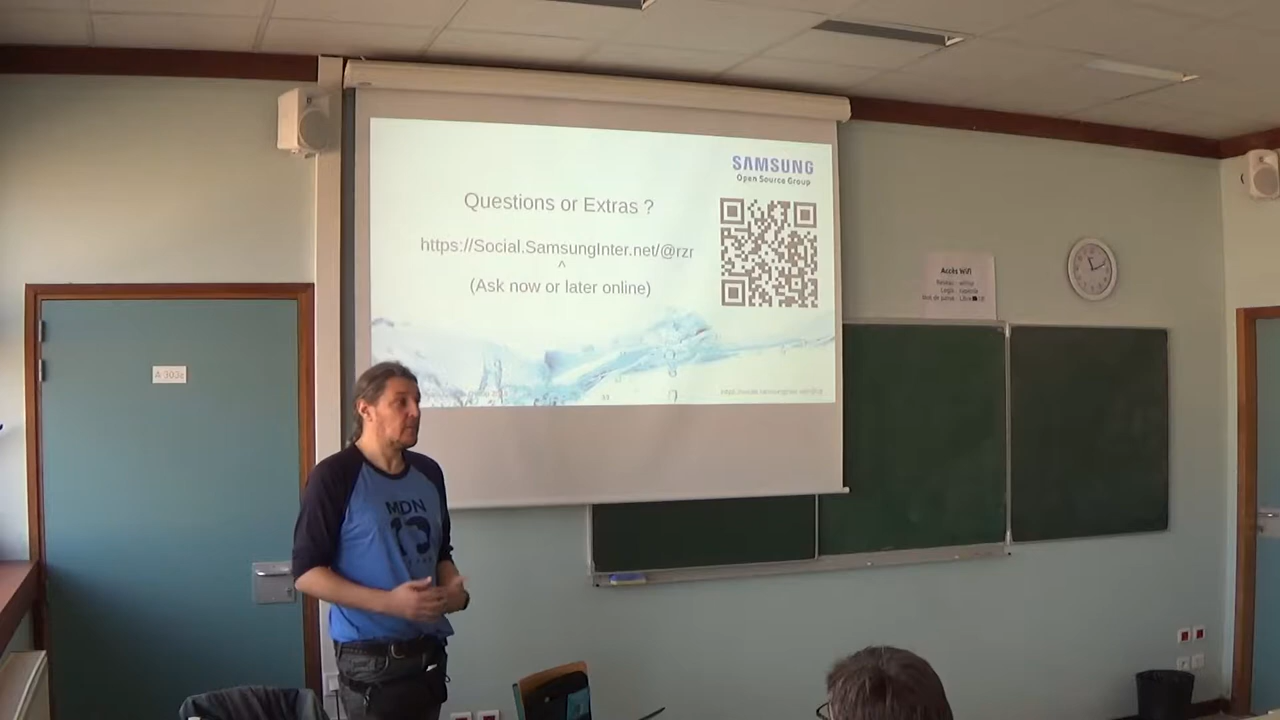 SAMSUNG
Open Source Group
Questions or Extras ?
https://Social.SamsungInter.net/@rzr
^
(Ask now or later online)
33
Accès Wifi
A 303a
MDN